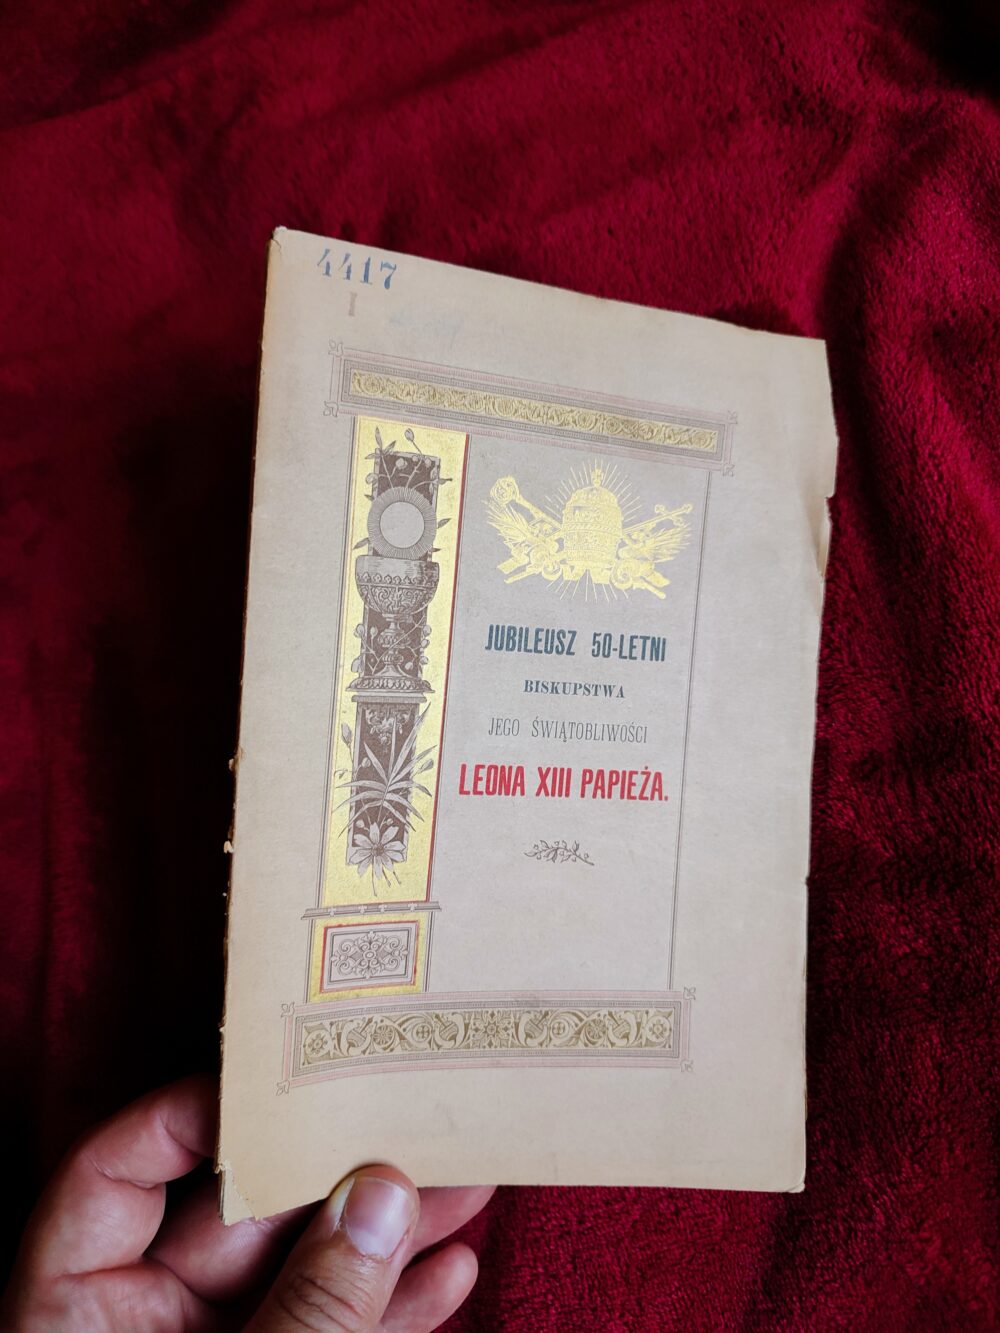 4417
I
JUBILEUSZ 50-LETNI
BISKUPSTWA
JEGO ŚWIĄTOBLIWOŚCI
LEONA XIII PAPIEŻA.